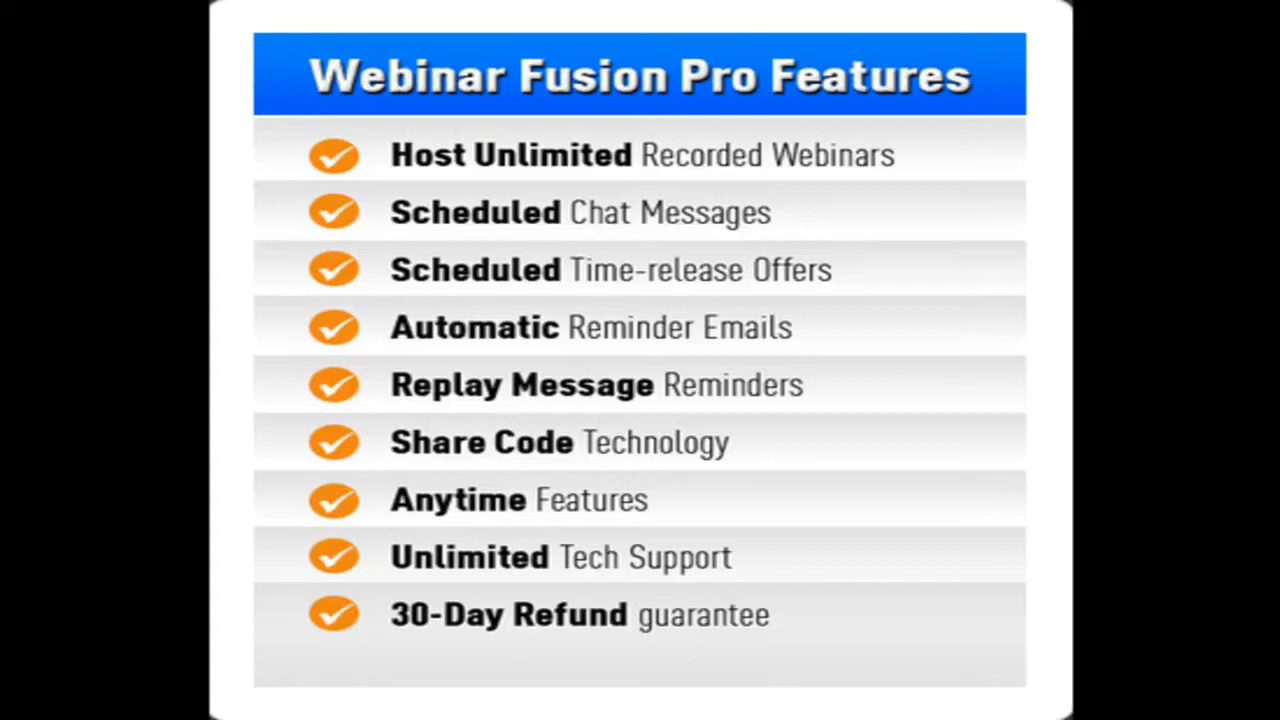 Webinar Fusion Pro Features
Host Unlimited Recorded Webinars
Scheduled Chat Messages
Scheduled Time-release Offers
Automatic Reminder Emails
Replay Message Reminders
Share Code Technology
Anytime Features
Unlimited Tech Support
30-Day Refund guarantee